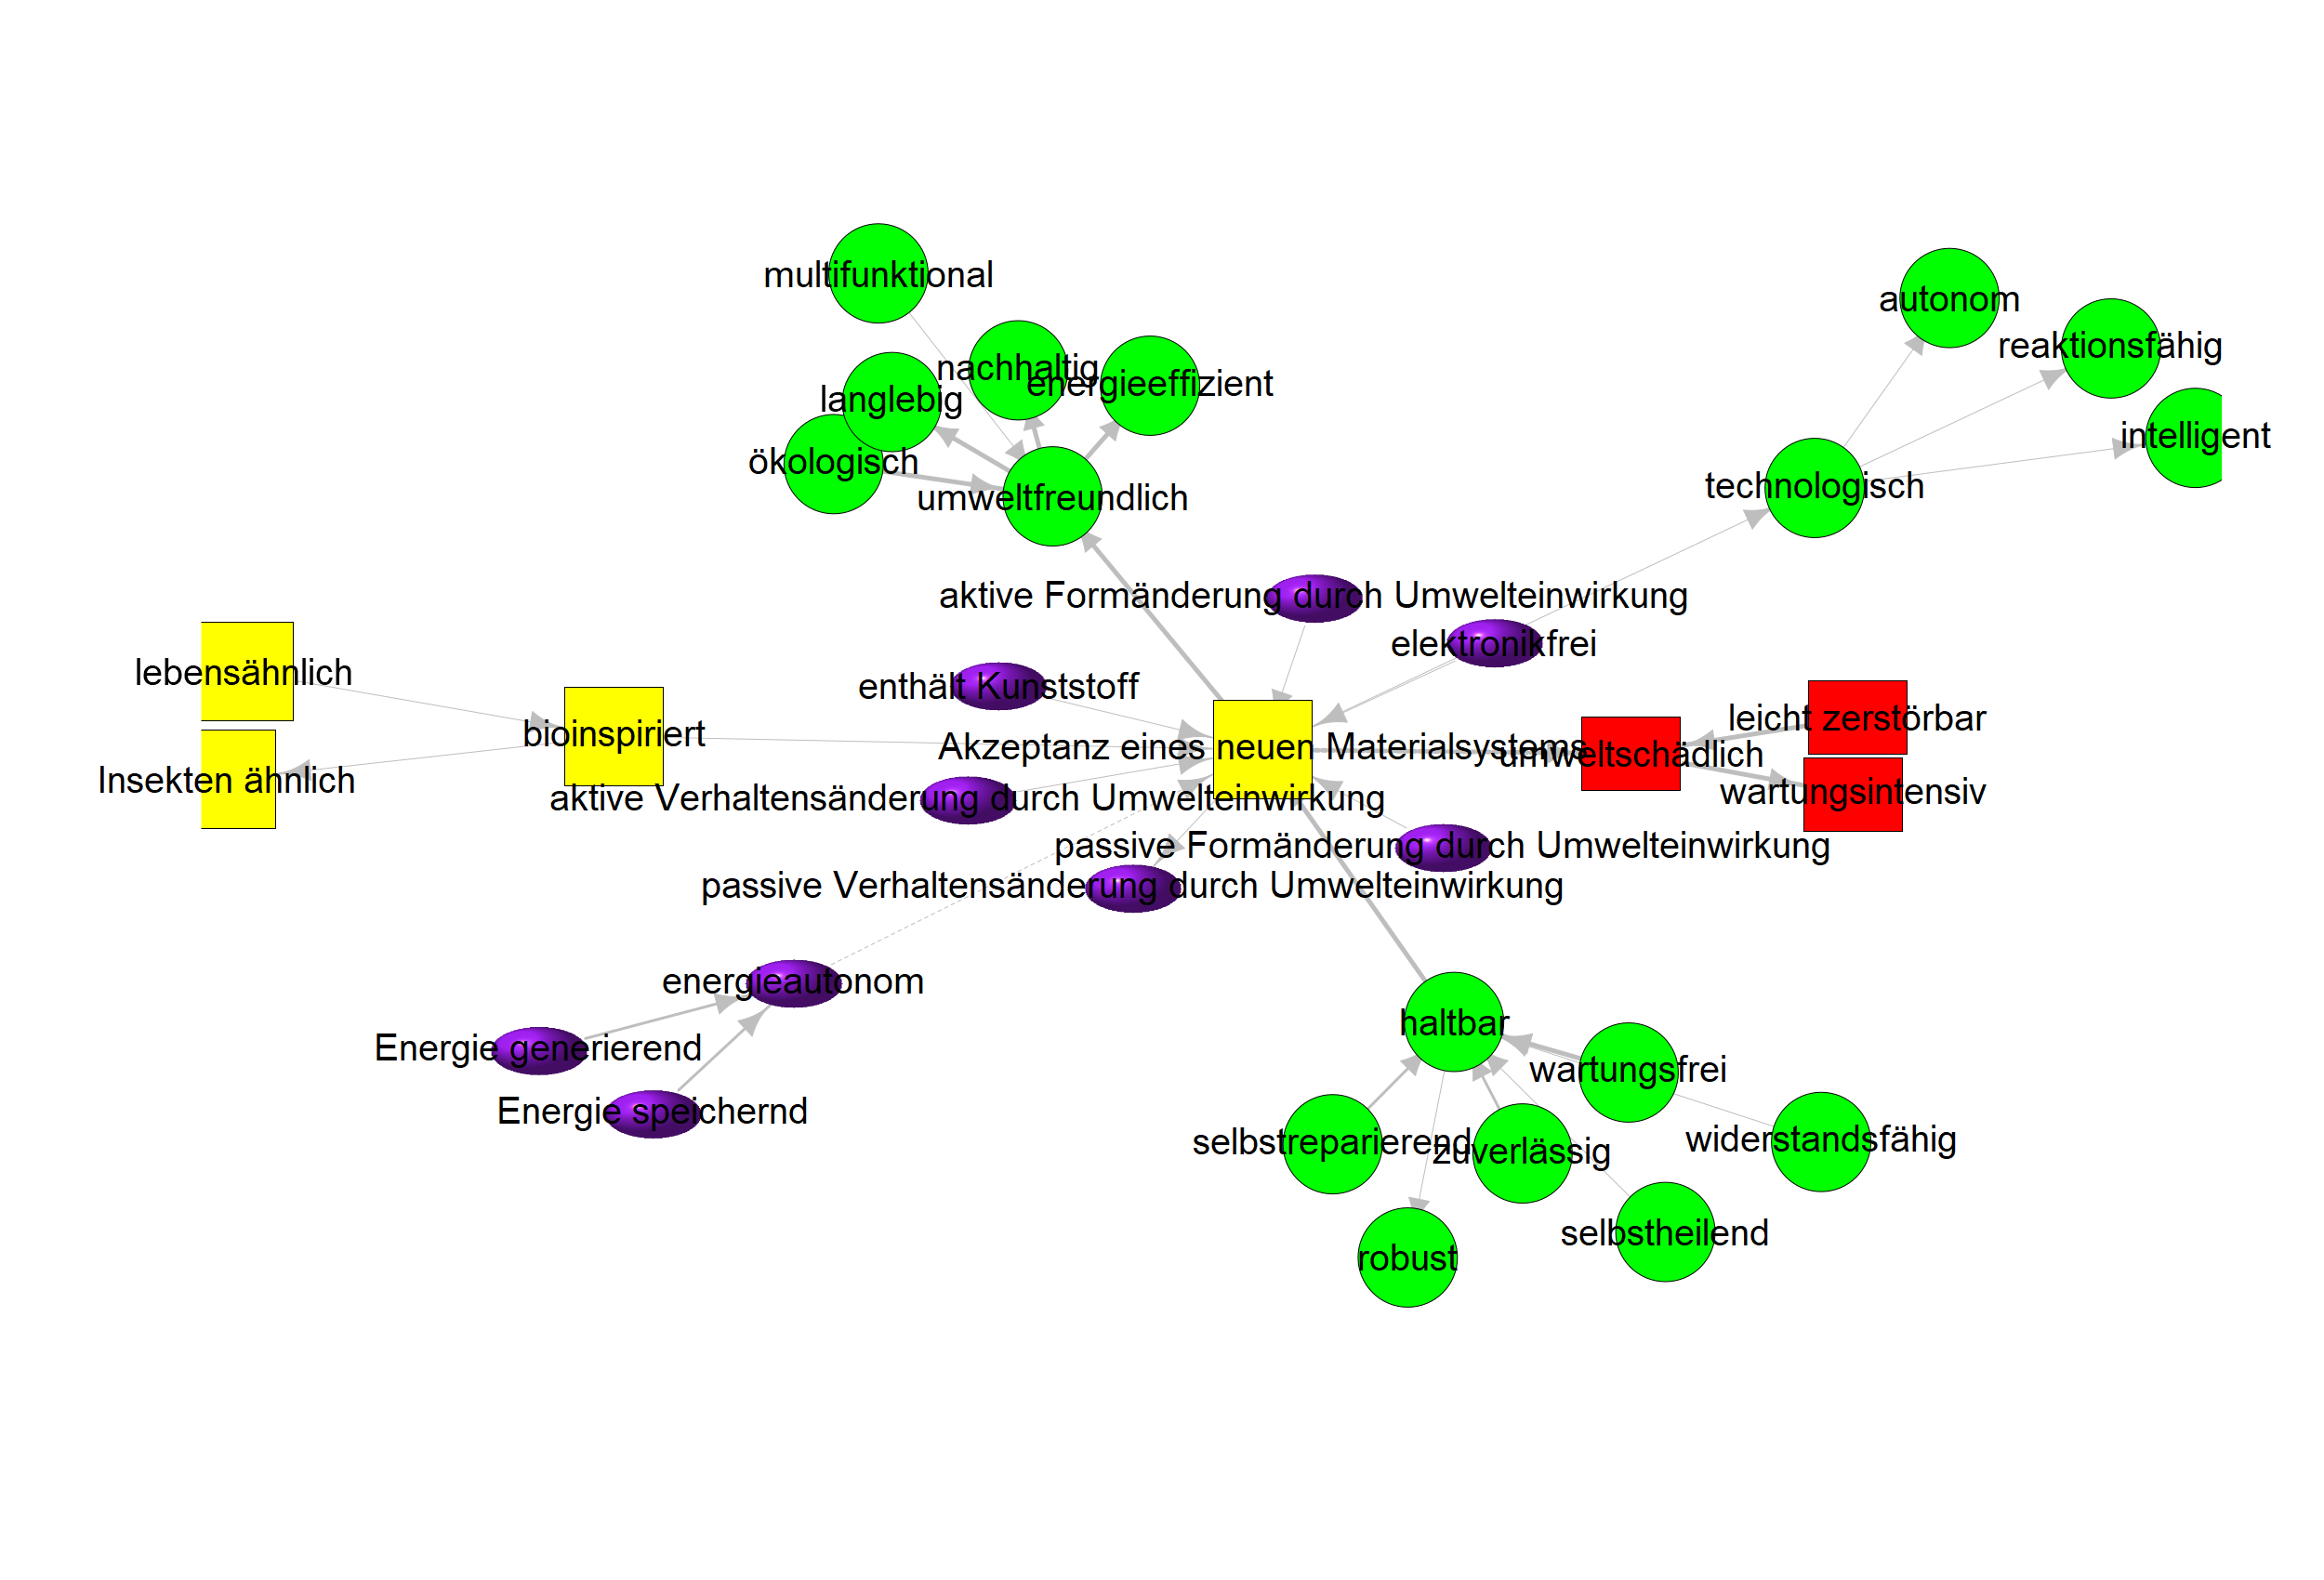 multifunktional
autonom
reaktionsfähig
nachhaltig
energieeffizient
langlebig
intelligent
ökologisch
technologisch
umweltfreundlich
aktive Formänderung durch Umwelteinwirkung
elektronikfrei
lebensähnlich
enthält Kunststoff
leicht zerstörbar
bioinspiriert
Akzeptanz eines neuen Materialsystems
umweltschädlich
Insekten ähnlich
wartungsintensiv
aktive Verhaltensänderung durch Umwelteinwirkung
passive Formänderung durch Umwelteinwirkung
passive Verhaltensänderung durch Umwelteinwirkung
energieautonom
haltbar
Energie generierend
wartungsfrei
Energie speichernd
selbstreparierend
zuverlässig
widerstandsfähig
selbstheilend
robust